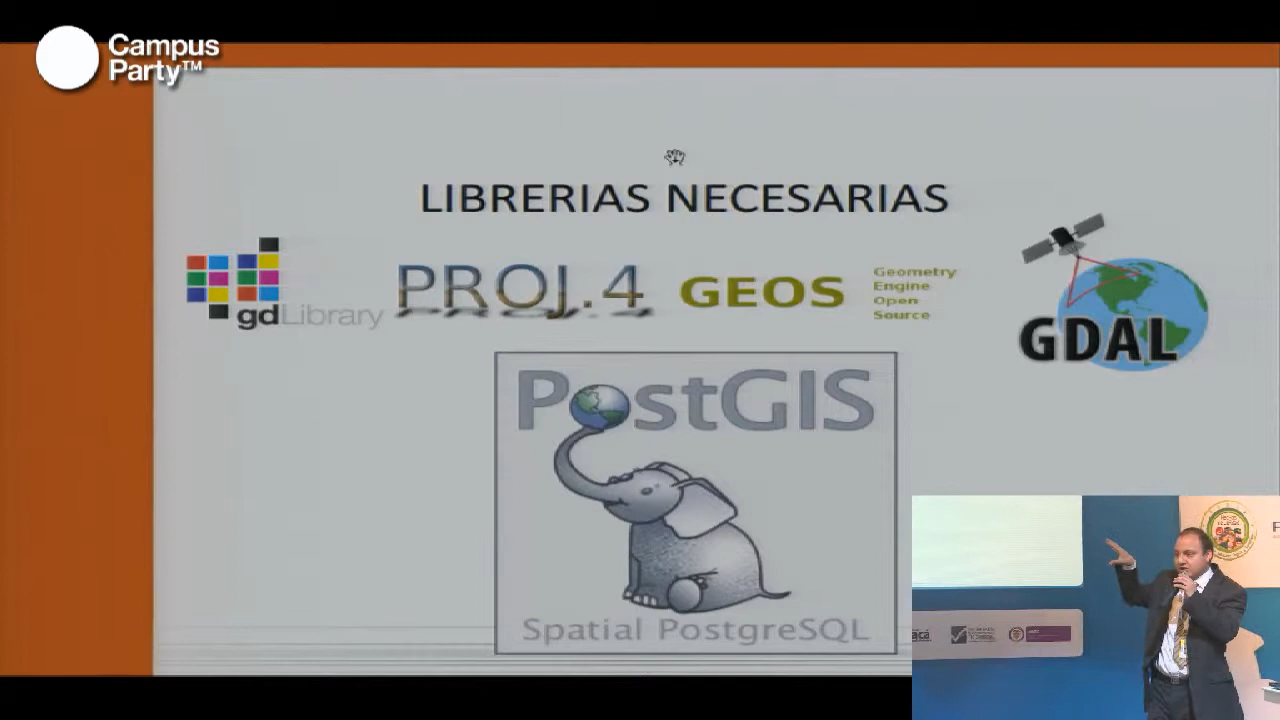 Campus
Party™
LIBRERIAS NECESARIAS
gdLibrary
PROJ.4
GEOS
Geometry
Engine
Open
Source
GDAL
PostGIS
Spatial PostgreSQL